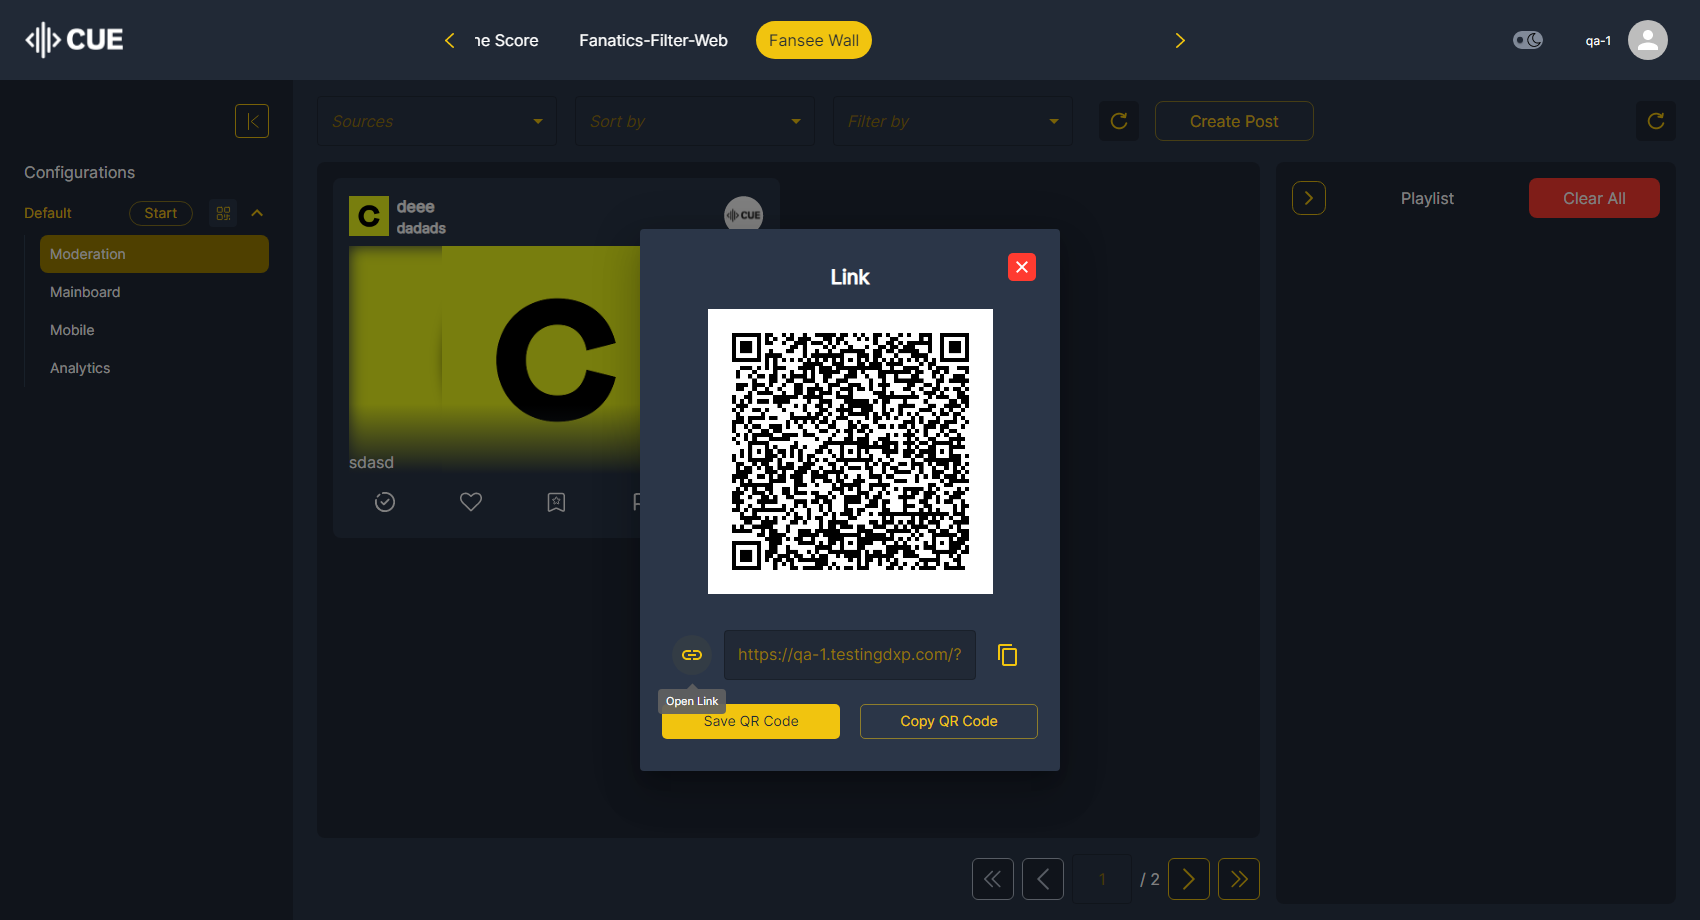 CUE
ne Score
Fanatics-Filter-Web
Fansee Wall
qa-1
Sources
Sort by
Filter by
Create Post
Configurations
Default
Start
Moderation
Mainboard
Mobile
Analytics
C
deee
dadads
CUE
C
sdasd
Playlist
Clear All
Link
https://qa-1.testingdxp.com/?
Open Link
Save QR Code
Copy QR Code
1
/ 2